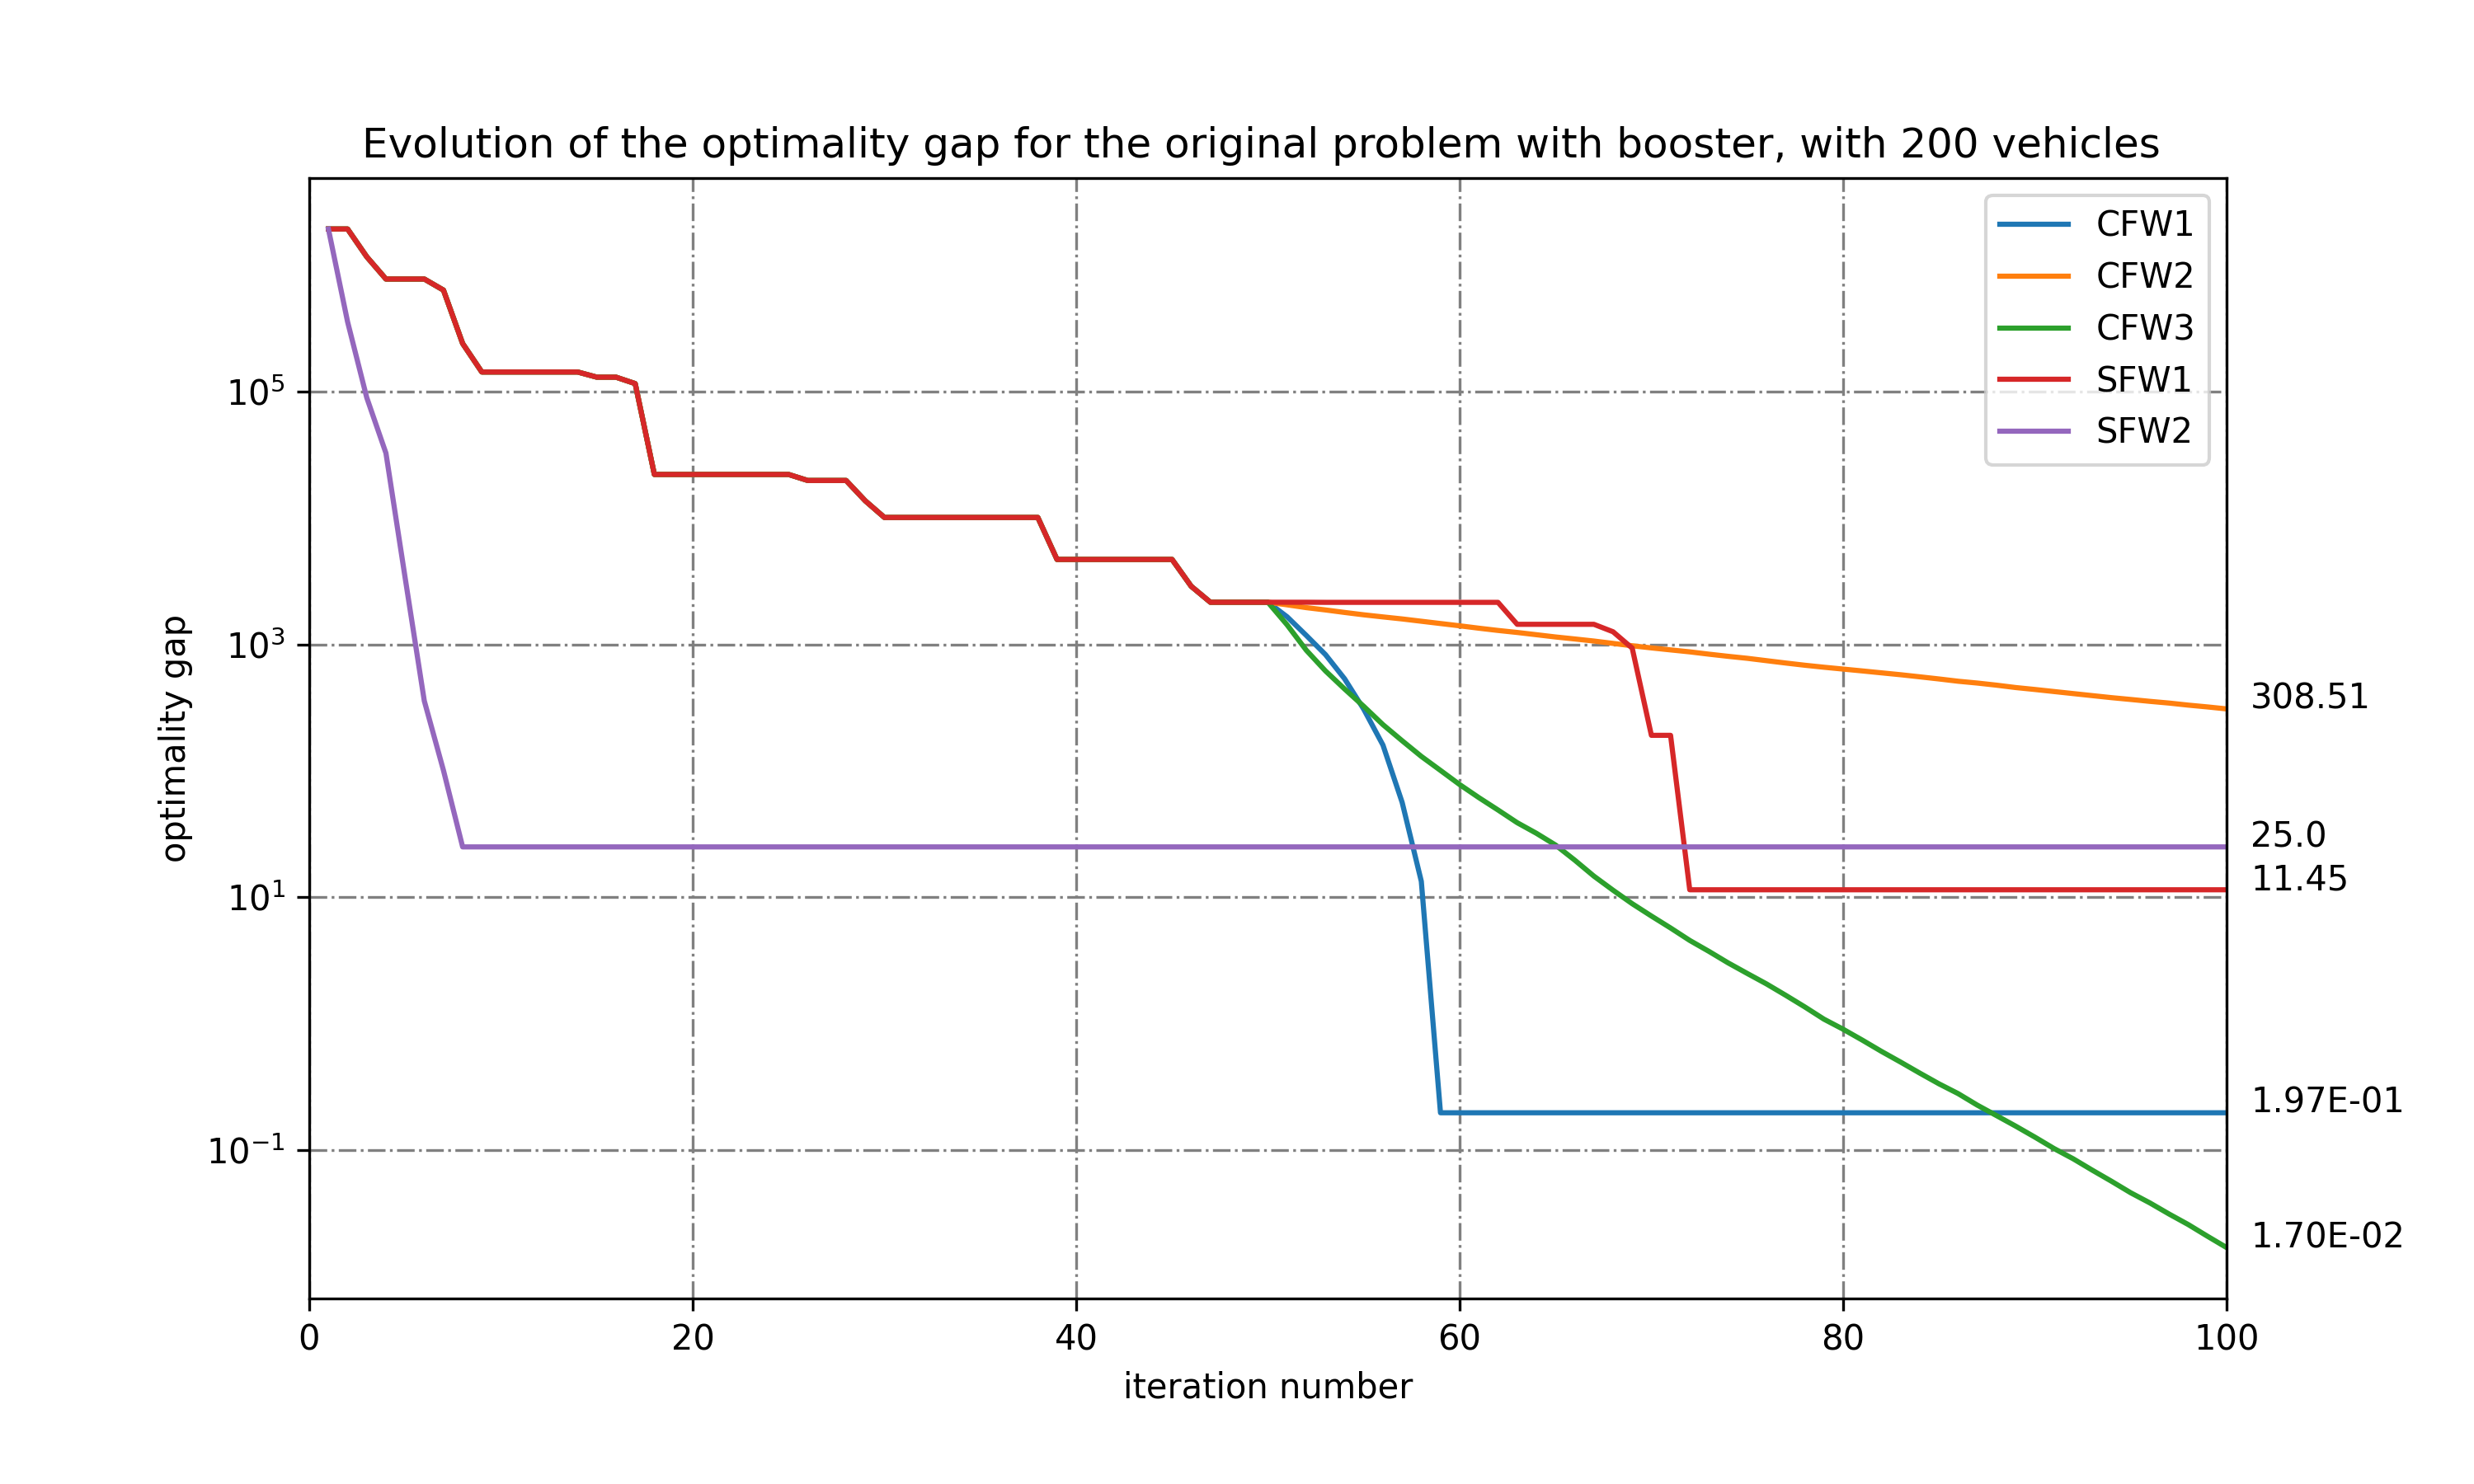 Evolution of the optimality gap for the original problem with booster, with 200 vehicles
CFW1
CFW2
CFW3
SFW1
SFW2
optimality gap
10⁵
10³
10¹
10⁻¹
308.51
25.0
11.45
1.97E-01
1.70E-02
0 20 40 60 80 100
iteration number